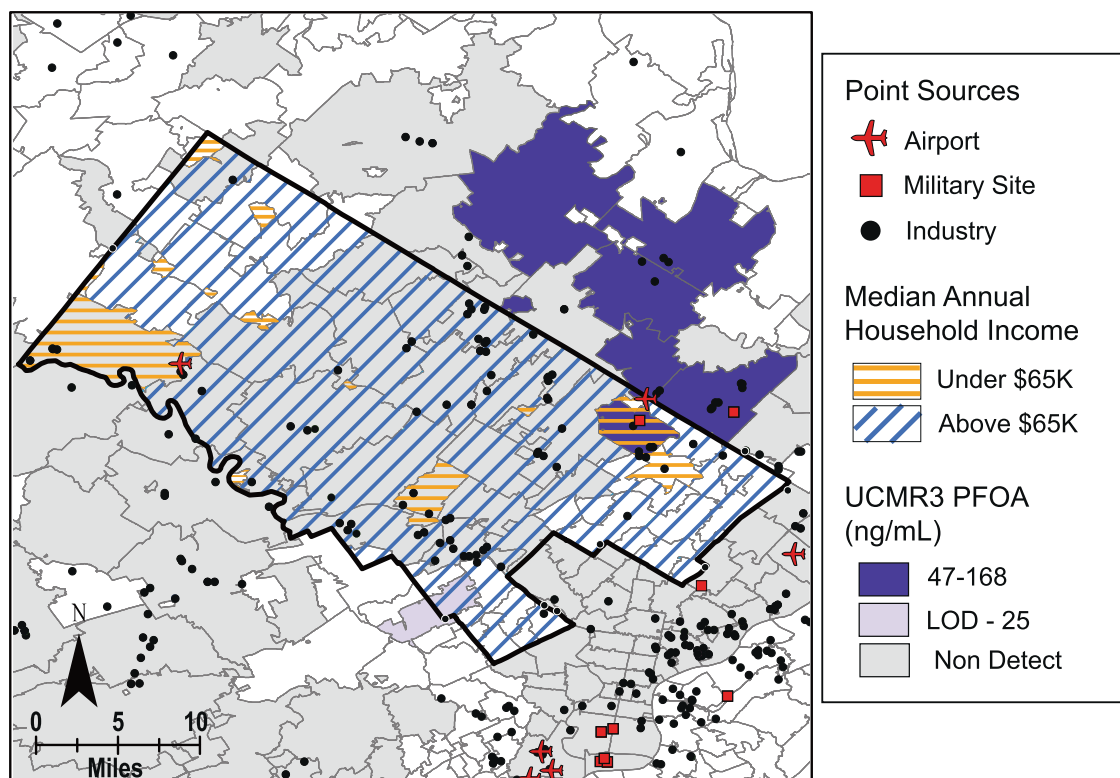 N
0 5 10
Miles
Point Sources
Airport
Military Site
Industry
Median Annual
Household Income
Under $65K
Above $65K
UCMR3 PFOA
(ng/mL)
47-168
LOD - 25
Non Detect